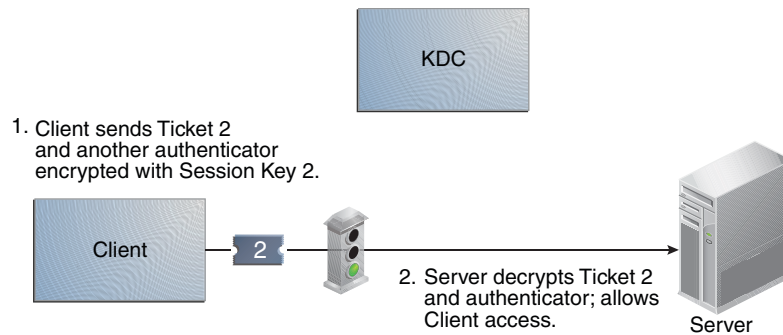 KDC
1. Client sends Ticket 2
and another authenticator
encrypted with Session Key 2.
Client
2
2. Server decrypts Ticket 2
and authenticator; allows
Client access.
Server